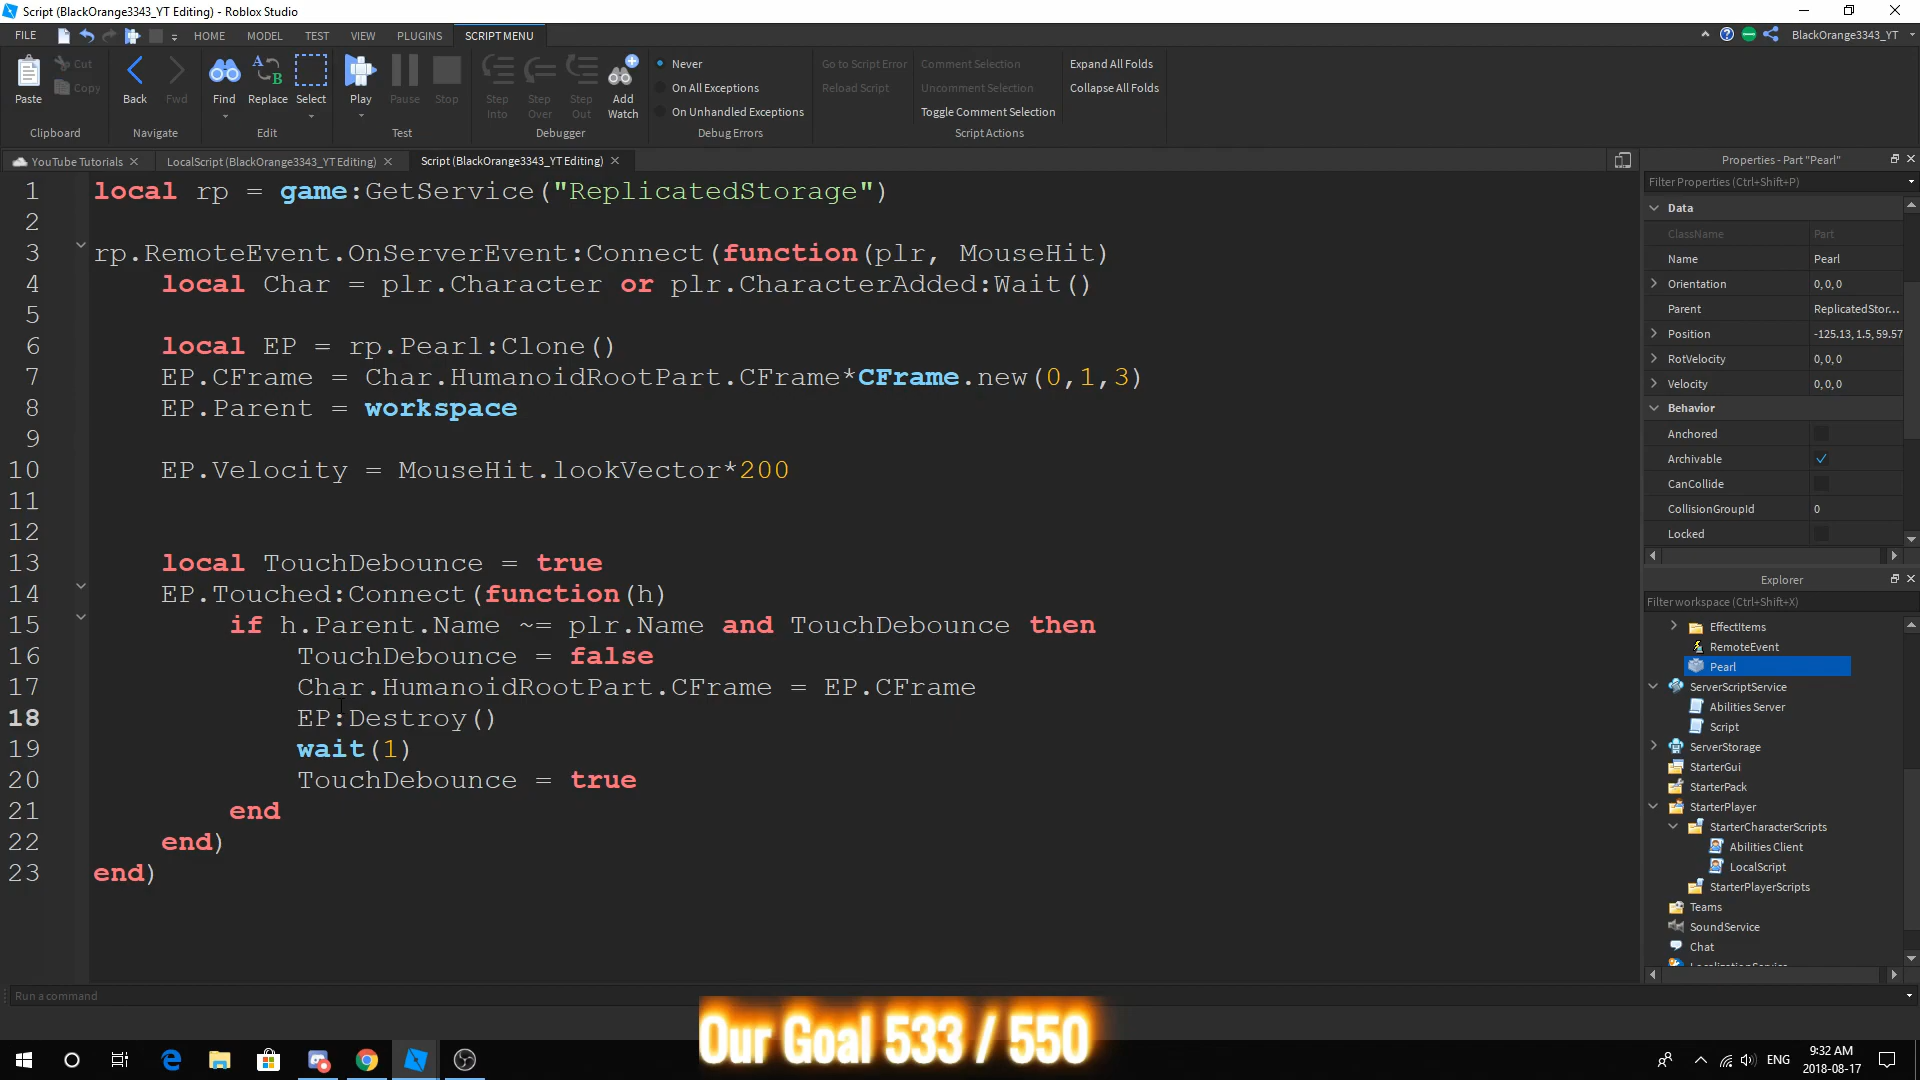 Script (BlackOrange3343_YT Editing) - Roblox Studio
FILE HOME MODEL TEST VIEW PLUGINS SCRIPT MENU BlackOrange3343_YT
Paste Cut Copy Back Fwd Find Replace Select Play Pause Stop Step Into Step Over Step Out Add Watch
Never
On All Exceptions
On Unhandled Exceptions
Go to Script Error
Reload Script
Comment Selection
Uncomment Selection
Toggle Comment Selection
Expand All Folds
Collapse All Folds
Clipboard Navigate Edit Test Debugger Debug Errors Script Actions
YouTube Tutorials LocalScript (BlackOrange3343_YT Editing) Script (BlackOrange3343_YT Editing)
1 local rp = game:GetService("ReplicatedStorage")
2
3 rp.RemoteEvent.OnServerEvent:Connect(function(plr, MouseHit)
4 local Char = plr.Character or plr.CharacterAdded:Wait()
5
6 local EP = rp.Pearl:Clone()
7 EP.CFrame = Char.HumanoidRootPart.CFrame*CFrame.new(0,1,3)
8 EP.Parent = workspace
9
10 EP.Velocity = MouseHit.lookVector*200
11
12
13 local TouchDebounce = true
14 EP.Touched:Connect(function(h)
15 if h.Parent.Name ~= plr.Name and TouchDebounce then
16 TouchDebounce = false
17 Char.HumanoidRootPart.CFrame = EP.CFrame
18 EP:Destroy()
19 wait(1)
20 TouchDebounce = true
21 end
22 end)
23 end)
Properties - Part "Pearl"
Filter Properties (Ctrl+Shift+P)
Data
ClassName Part
Name Pearl
Orientation 0, 0, 0
Parent ReplicatedStor...
Position -125.13, 1.5, 59.57
RotVelocity 0, 0, 0
Velocity 0, 0, 0
Behavior
Anchored
Archivable
CanCollide
CollisionGroupId 0
Locked
Explorer
Filter workspace (Ctrl+Shift+X)
EffectItems
RemoteEvent
Pearl
ServerScriptService
Abilities Server
Script
ServerStorage
StarterGui
StarterPack
StarterPlayer
StarterCharacterScripts
Abilities Client
LocalScript
StarterPlayerScripts
Teams
SoundService
Chat
Run a command
Our Goal 533 / 550
ENG
9:32 AM
2018-08-17